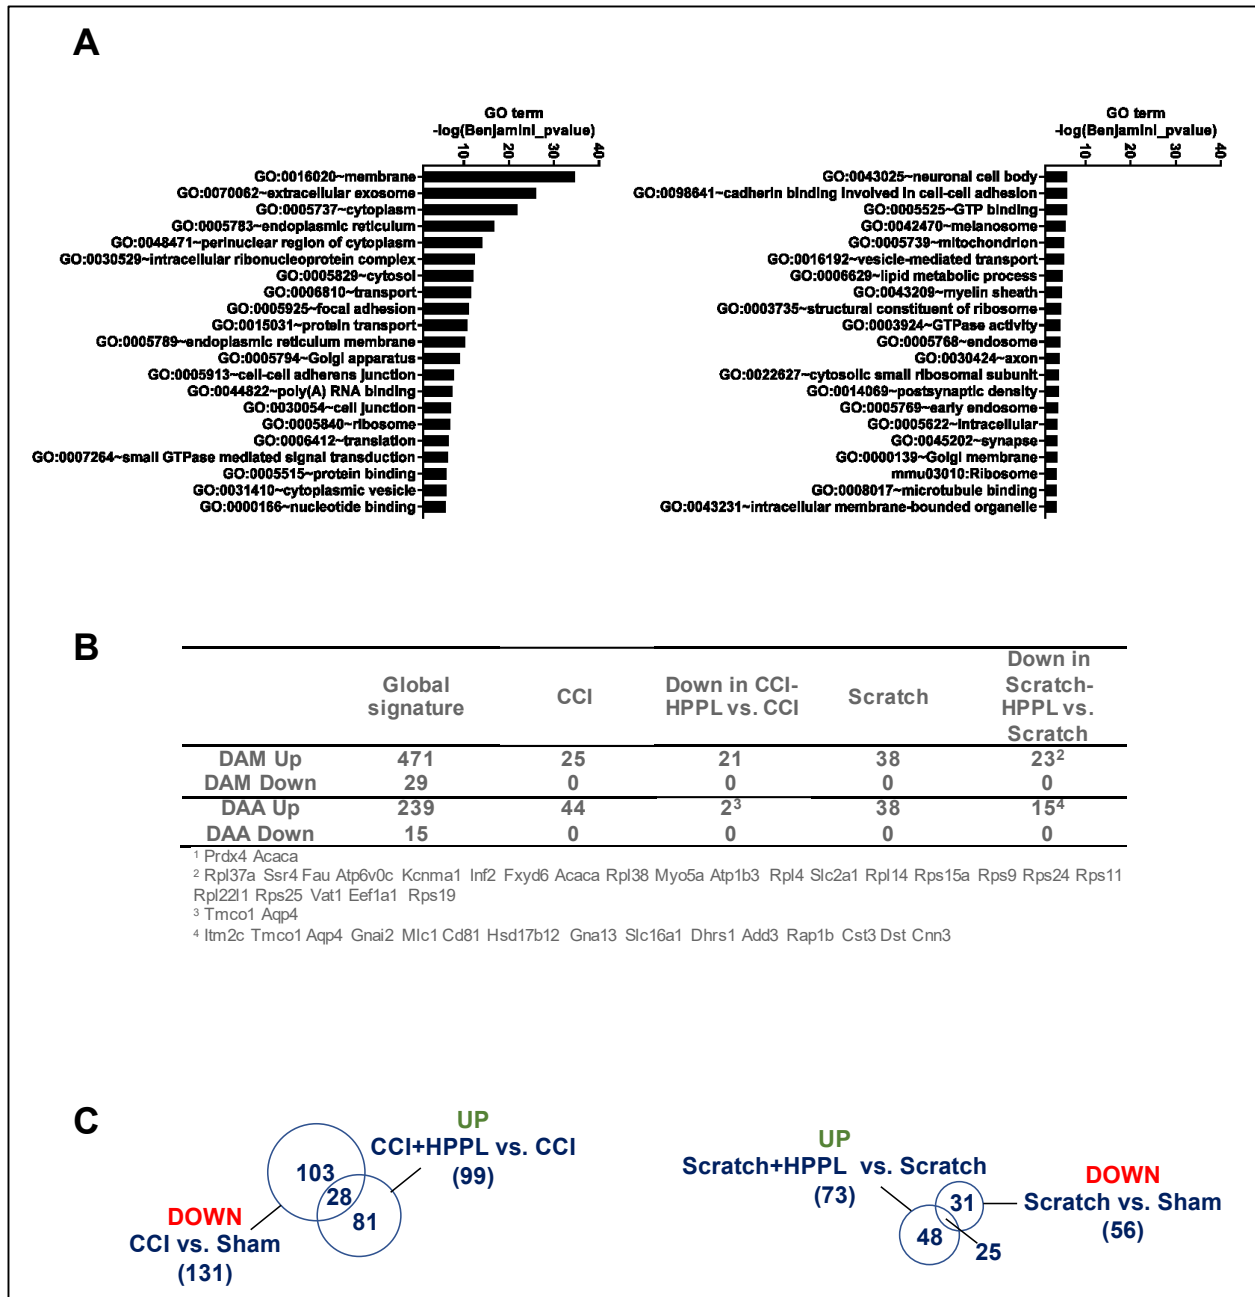 A
GO term
-log(Benjamini_pvalue)
10
20
30
40
GO:0016020~membrane
GO:0070062~extracellular exosome
GO:0005737~cytoplasm
GO:0005783~endoplasmic reticulum
GO:0048471~perinuclear region of cytoplasm
GO:0030529~intracellular ribonucleoprotein complex
GO:0005829~cytosol
GO:0006810~transport
GO:0005925~focal adhesion
GO:0015031~protein transport
GO:0005789~endoplasmic reticulum membrane
GO:0005794~Golgi apparatus
GO:0005913~cell-cell adherens junction
GO:0044822~poly(A) RNA binding
GO:0030054~cell junction
GO:0005840~ribosome
GO:0006412~translation
GO:0007264~small GTPase mediated signal transduction
GO:0005515~protein binding
GO:0031410~cytoplasmic vesicle
GO:0000166~nucleotide binding
GO term
-log(Benjamini_pvalue)
10
20
30
40
GO:0043025~neuronal cell body
GO:0098641~cadherin binding involved in cell-cell adhesion
GO:0005525~GTP binding
GO:0042470~melanosome
GO:0005739~mitochondrion
GO:0016192~vesicle-mediated transport
GO:0006629~lipid metabolic process
GO:0043209~myelin sheath
GO:0003735~structural constituent of ribosome
GO:0003924~GTPase activity
GO:0005768~endosome
GO:0030424~axon
GO:0022627~cytosolic small ribosomal subunit
GO:0014069~postsynaptic density
GO:0005769~early endosome
GO:0005622~intracellular
GO:0045202~synapse
GO:0000139~Golgi membrane
mmu03010:Ribosome
GO:0008017~microtubule binding
GO:0043231~intracellular membrane-bounded organelle
B
Global signature CCI Down in CCI-HPPL vs. CCI Scratch Down in Scratch-HPPL vs. Scratch
DAM Up 471 25 21 38 23²
DAM Down 29 0 0 0 0
DAA Up 239 44 2³ 38 15⁴
DAA Down 15 0 0 0 0
¹ Prdx4 Acaca
² Rpl37a Ssr4 Fau Atp6v0c Kcnma1 Inf2 Fxyd6 Acaca Rpl38 Myo5a Atp1b3 Rpl4 Slc2a1 Rpl14 Rps15a Rps9 Rps24 Rps11
Rpl22l1 Rps25 Vat1 Eef1a1 Rps19
³ Tmco1 Aqp4
⁴ Itm2c Tmco1 Aqp4 Gnai2 Mlc1 Cd81 Hsd17b12 Gna13 Slc16a1 Dhrs1 Add3 Rap1b Cst3 Dst Cnn3
C
UP
CCI+HPPL vs. CCI
(99)
103
28
81
DOWN
CCI vs. Sham
(131)
UP
Scratch+HPPL vs. Scratch
(73)
DOWN
Scratch vs. Sham
(56)
31
48
25